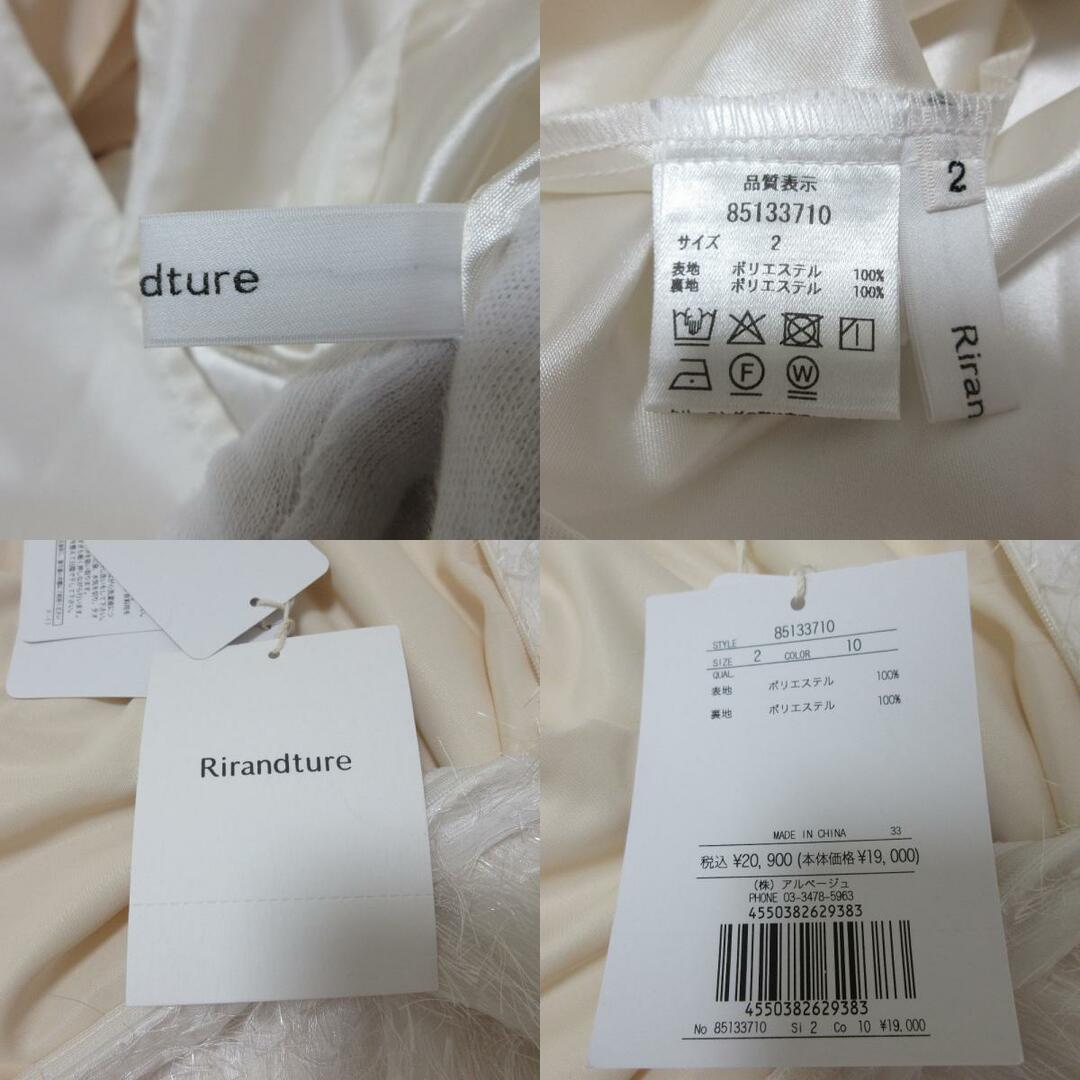 dture
品質表示
85133710
サイズ 2
表地 ポリエステル 100%
裏地 ポリエステル 100%
F
W
2
Riran
Rirandture
STYLE 85133710
SIZE 2 COLOR 10
QUAL.
表地 ポリエステル 100%
裏地 ポリエステル 100%
MADE IN CHINA 33
税込 ¥20,900 (本体価格 ¥19,000)
(株) アルページュ
PHONE 03-3478-5963
4550382629383
4550382629383
No 85133710 Si 2 Co 10 ¥19,000